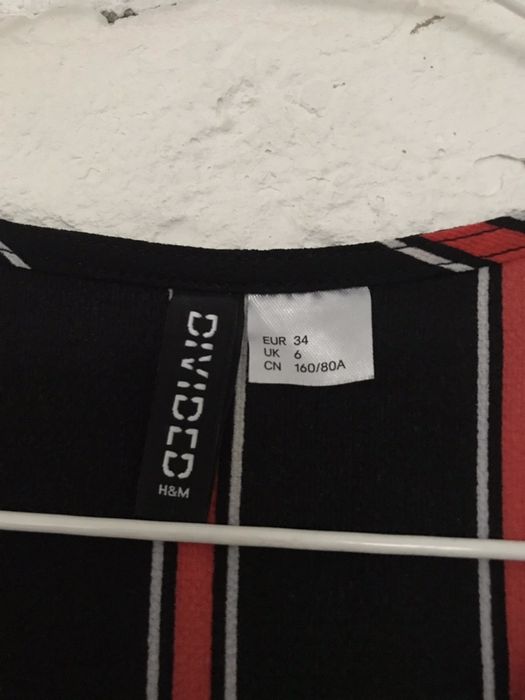 DIVIDED
H&M
EUR 34
UK 6
CN 160/80A